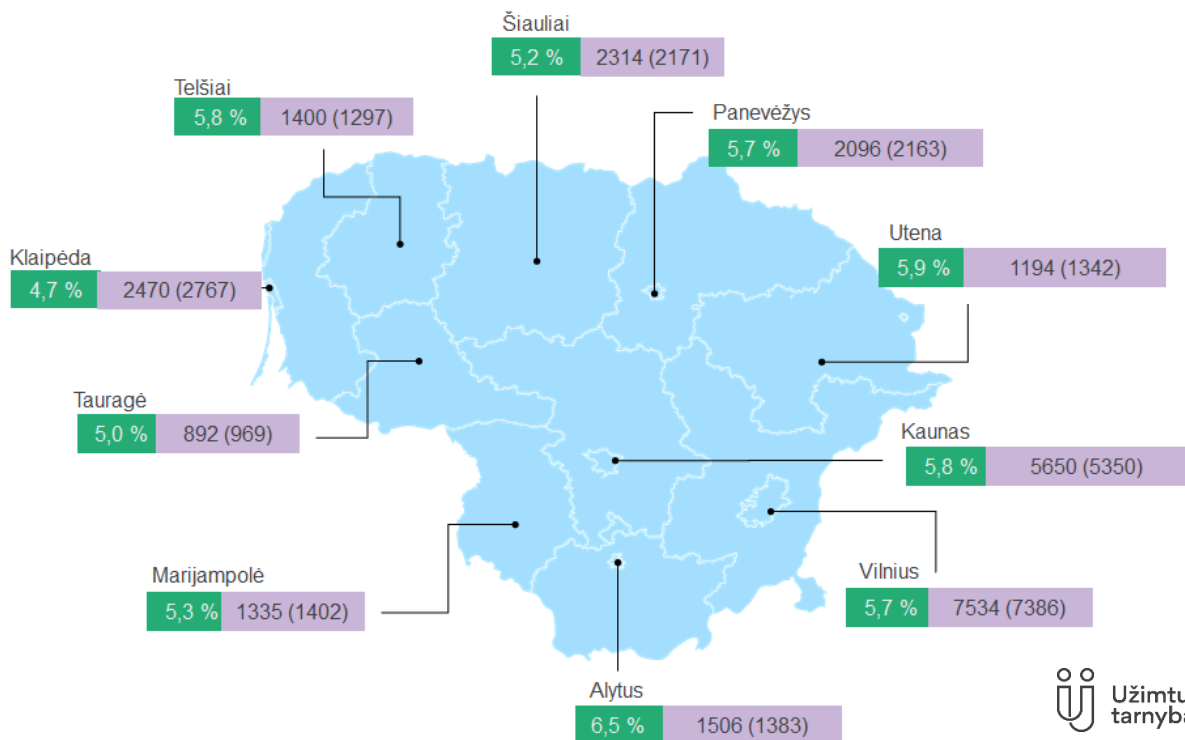 Šiauliai
5,2 % 2314 (2171)
Telšiai
5,8 % 1400 (1297)
Panevėžys
5,7 % 2096 (2163)
Utena
5,9 % 1194 (1342)
Klaipėda
4,7 % 2470 (2767)
Tauragė
5,0 % 892 (969)
Kaunas
5,8 % 5650 (5350)
Marijampolė
5,3 % 1335 (1402)
Vilnius
5,7 % 7534 (7386)
Alytus
6,5 % 1506 (1383)
tarnyba